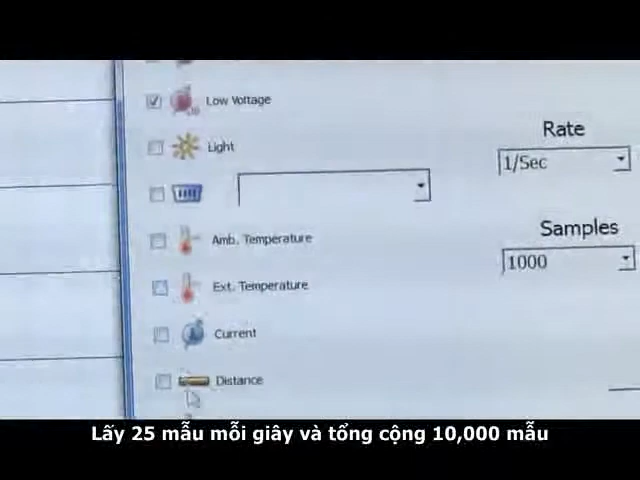 Low Voltage
Light
Amb. Temperature
Ext. Temperature
Current
Distance
Rate
1/Sec
Samples
1000
Lấy 25 mẫu mỗi giây và tổng cộng 10,000 mẫu